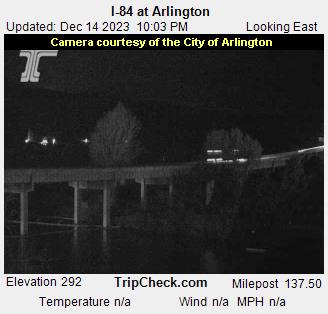 I-84 at Arlington
Updated: Dec 14 2023 10:03 PM Looking East
Camera courtesy of the City of Arlington
Elevation 292 TripCheck.com Milepost 137.50
Temperature n/a Wind n/a MPH n/a